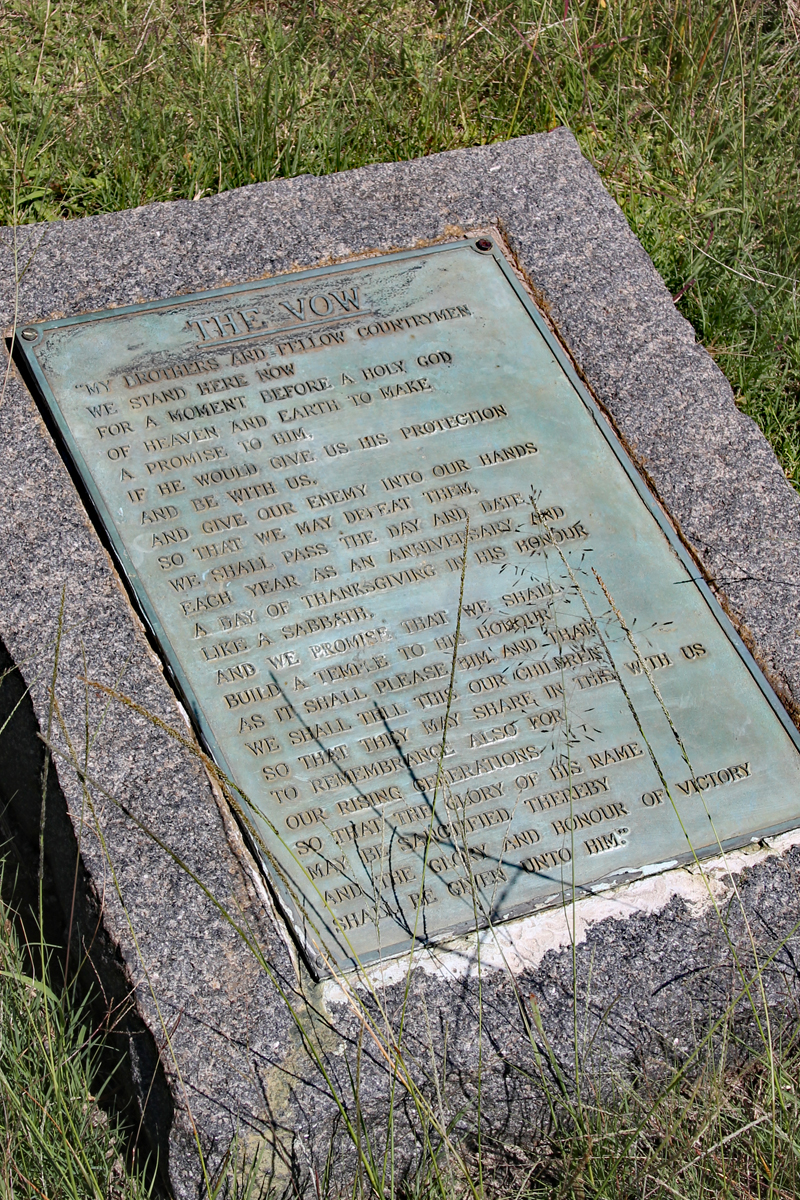 THE VOW
"MY BROTHERS AND FELLOW COUNTRYMEN
WE STAND HERE NOW
FOR A MOMENT BEFORE A HOLY GOD
OF HEAVEN AND EARTH TO MAKE
A PROMISE TO HIM,
IF HE WOULD GIVE US HIS PROTECTION
AND BE WITH US,
AND GIVE OUR ENEMY INTO OUR HANDS
SO THAT WE MAY DEFEAT THEM,
WE SHALL PASS THE DAY AND DATE
EACH YEAR AS AN ANNIVERSARY AND
A DAY OF THANKSGIVING IN HIS HONOUR
LIKE A SABBATH,
AND WE PROMISE THAT WE SHALL
BUILD A TEMPLE TO HIS HONOUR
AS IT SHALL PLEASE HIM AND THAT
WE SHALL TELL THIS OUR CHILDREN
SO THAT THEY MAY SHARE IN THE WITH US
TO REMEMBRANCE ALSO FOR
OUR RISING GENERATIONS
SO THAT THE GLORY OF HIS NAME
MAY BE SANCTIFIED THEREBY
AND THE GLORY AND HONOUR OF VICTORY
SHALL BE GIVEN UNTO HIM."